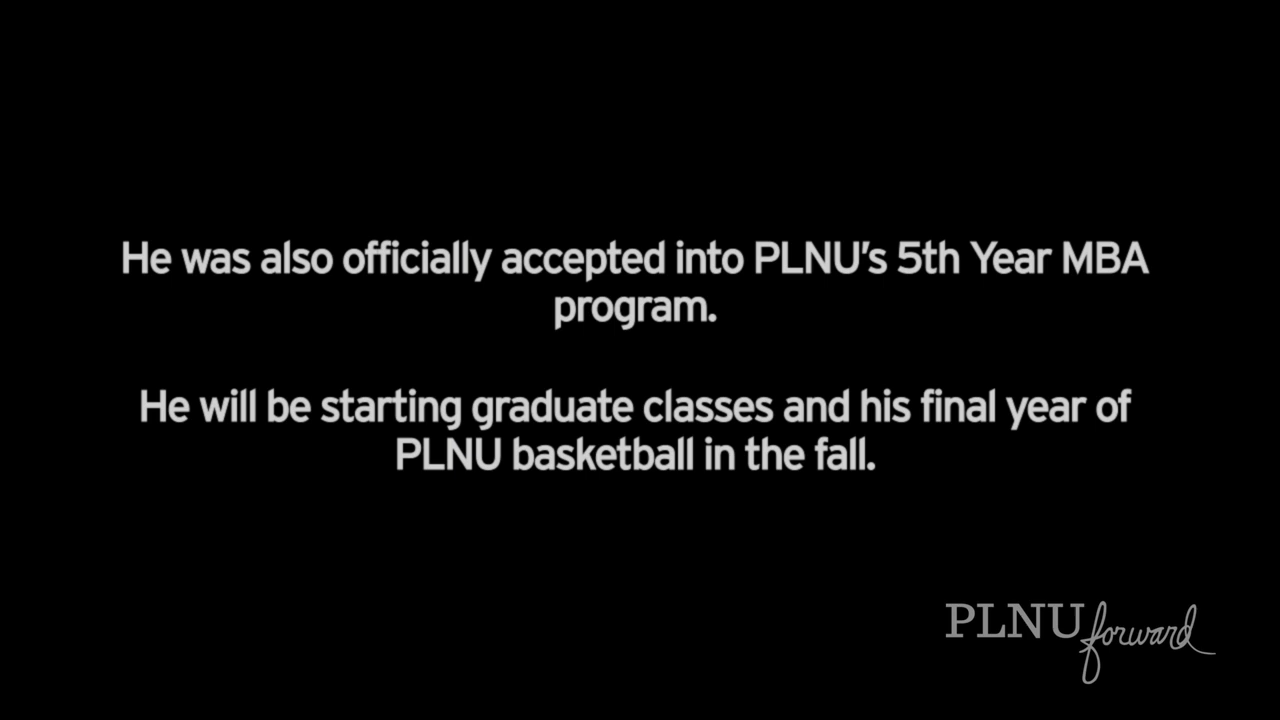 He was also officially accepted into PLNU's 5th Year MBA
program.
He will be starting graduate classes and his final year of
PLNU basketball in the fall.
PLNU forward